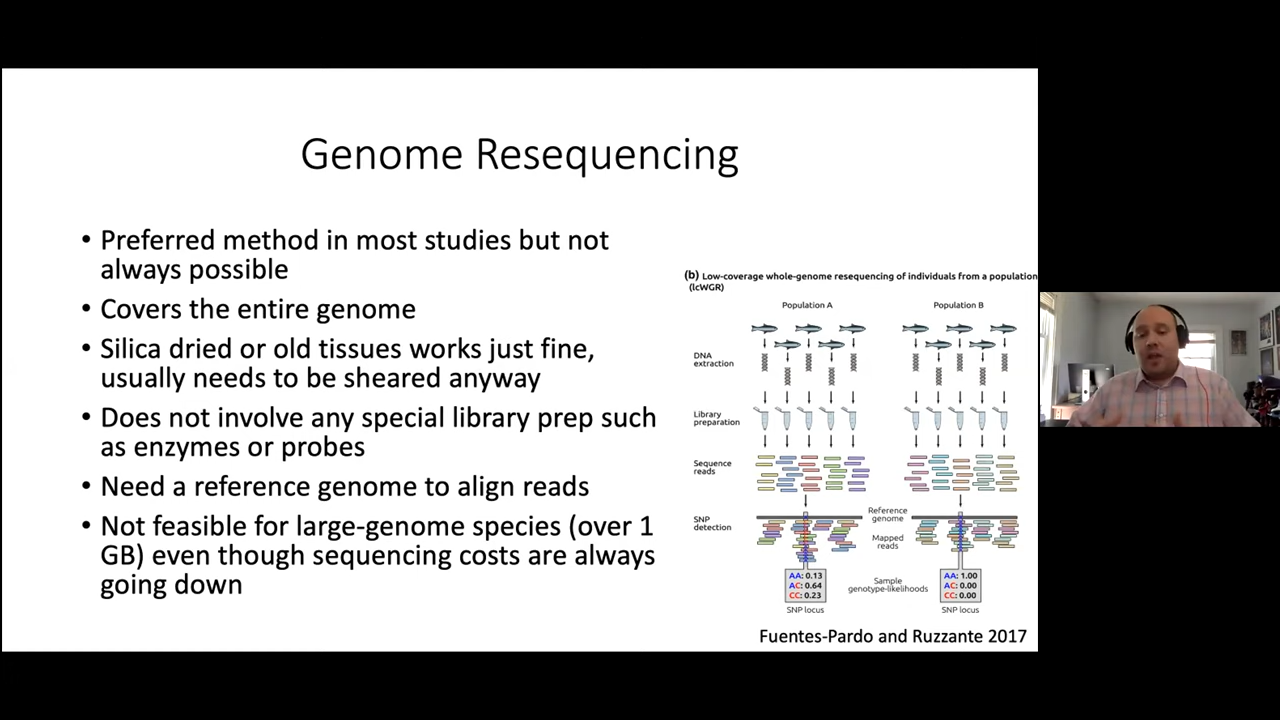 Genome Resequencing
• Preferred method in most studies but not
always possible
• Covers the entire genome
• Silica dried or old tissues works just fine,
usually needs to be sheared anyway
• Does not involve any special library prep such
as enzymes or probes
• Need a reference genome to align reads
• Not feasible for large-genome species (over 1
GB) even though sequencing costs are always
going down
(b) Low-coverage whole-genome resequencing of individuals from a population
(lcWGR)
Population A
Population B
DNA
extraction
Library
preparation
Sequence
reads
SNP
detection
Reference
genome
Mapped
reads
AA: 0.13
AC: 0.64
CC: 0.23
SNP locus
Sample
genotype-likelihoods
AA: 1.00
AC: 0.00
CC: 0.00
SNP locus
Fuentes-Pardo and Ruzzante 2017